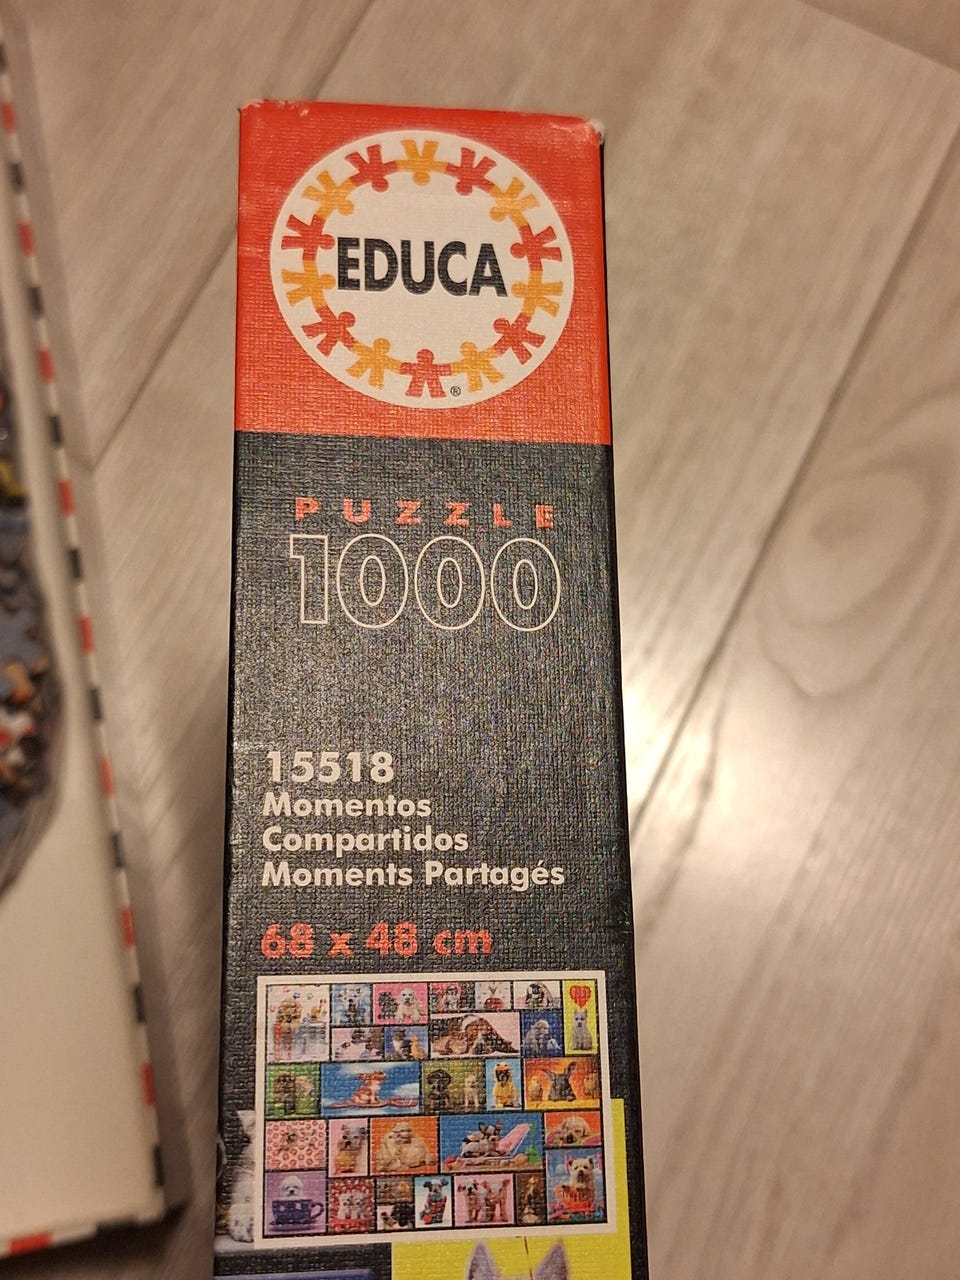 EDUCA
®
PUZZLE
1000
15518
Momentos
Compartidos
Moments Partagés
68 x 48 cm